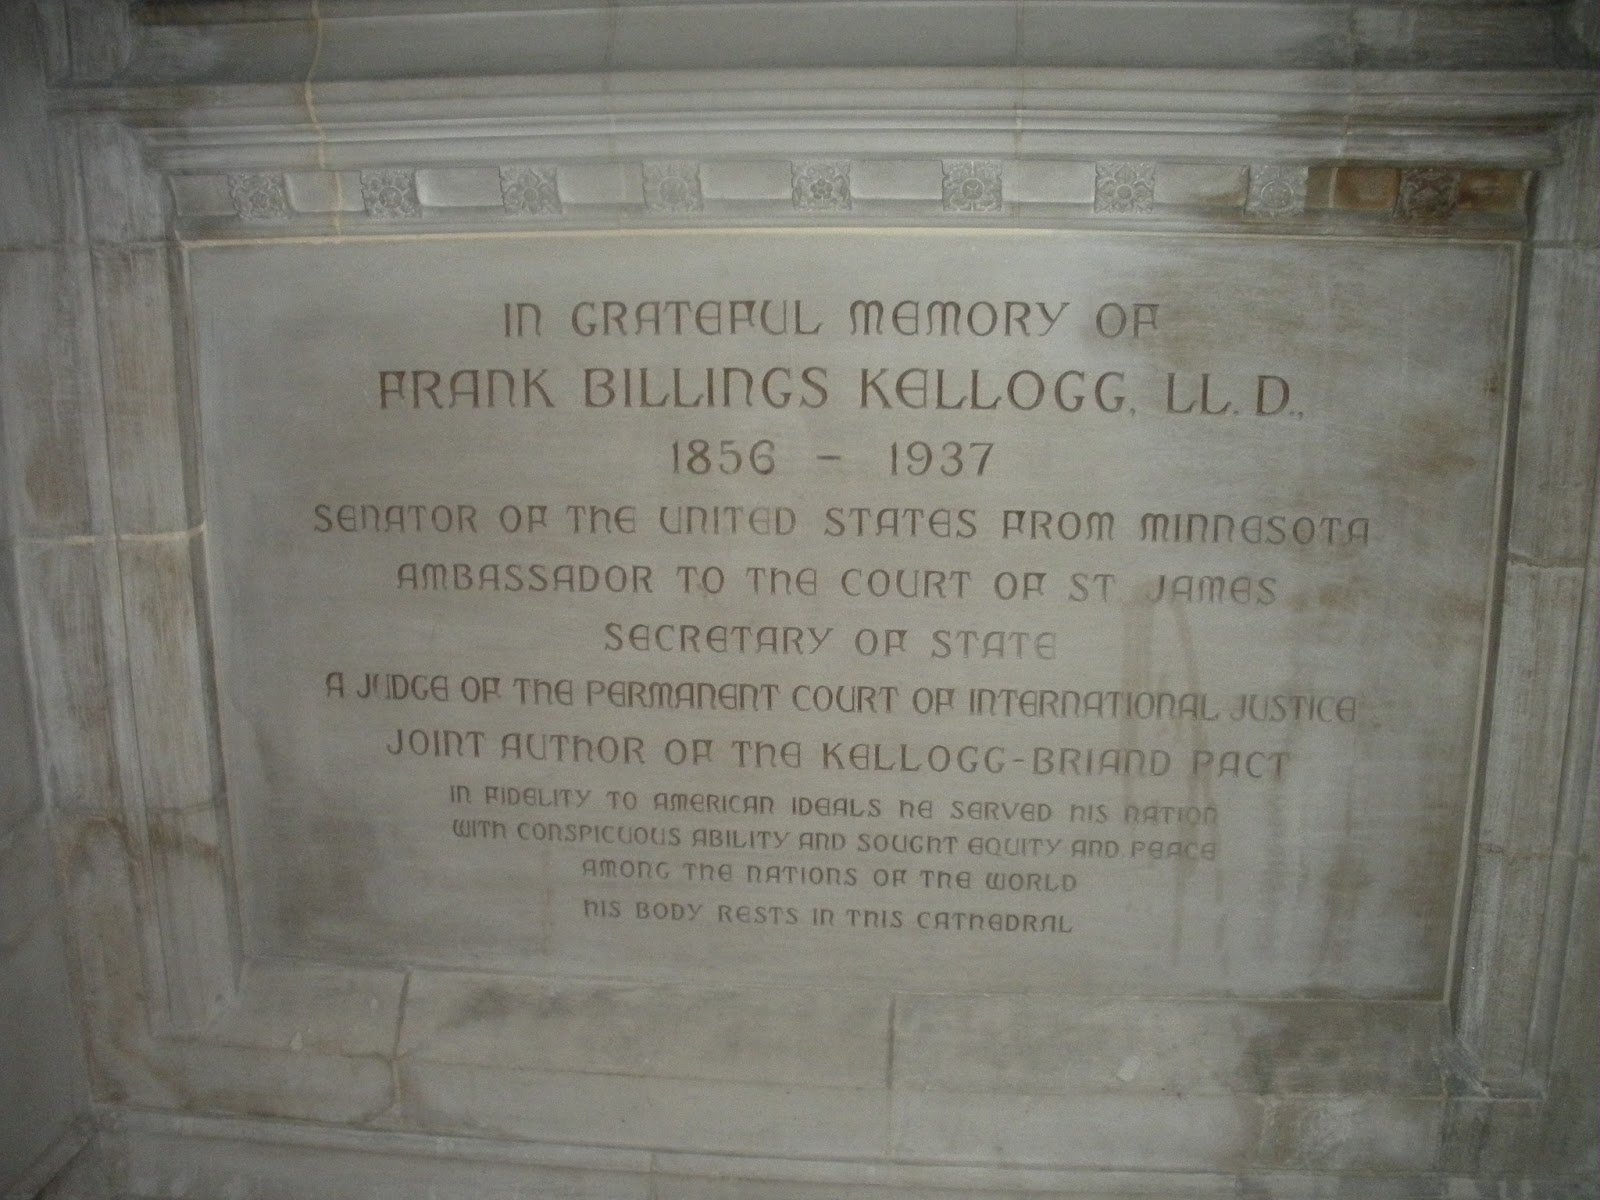 IN GRATEFUL MEMORY OF
FRANK BILLINGS KELLOGG, LL. D.,
1856 - 1937
SENATOR OF THE UNITED STATES FROM MINNESOTA
AMBASSADOR TO THE COURT OF ST JAMES
SECRETARY OF STATE
A JUDGE OF THE PERMANENT COURT OF INTERNATIONAL JUSTICE
JOINT AUTHOR OF THE KELLOGG-BRIAND PACT
IN FIDELITY TO AMERICAN IDEALS HE SERVED HIS NATION
WITH CONSPICUOUS ABILITY AND SOUGHT EQUITY AND PEACE
AMONG THE NATIONS OF THE WORLD
HIS BODY RESTS IN THIS CATHEDRAL